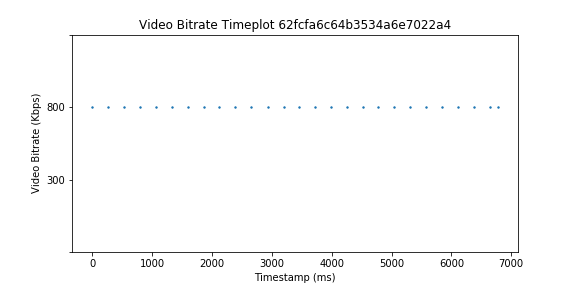 Video Bitrate Timeplot 62fcfa6c64b3534a6e7022a4
Video Bitrate (Kbps)
800
300
0 1000 2000 3000 4000 5000 6000 7000
Timestamp (ms)